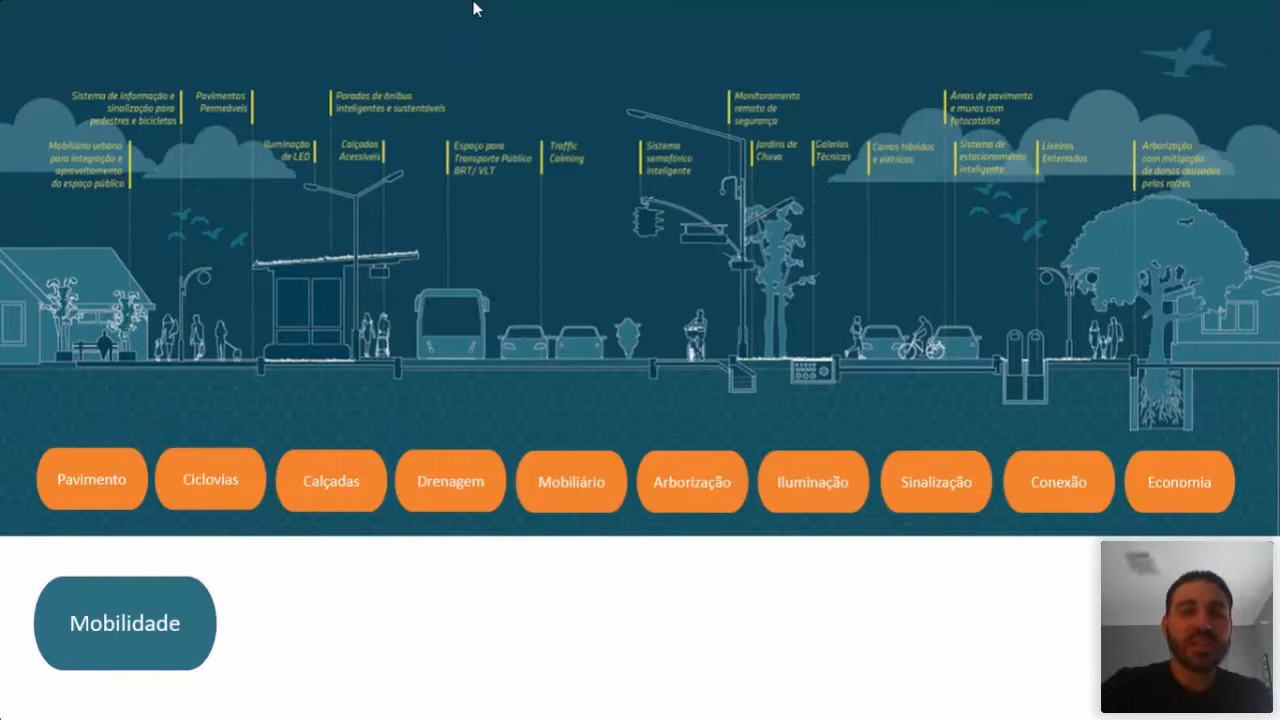 Sistema de informação e
sinalização para
pedestres e bicicletas
Pavimentos
Permeáveis
Paradas de ônibus
inteligentes e sustentáveis
Monitoramento
remoto de
segurança
Áreas de pavimento
e muros com
fotocatálise
Mobiliário urbano
para integração e
aproveitamento
do espaço público
Iluminação
de LED
Calçadas
Acessíveis
Espaço para
Transporte Público
BRT/ VLT
Traffic
Calming
Sistema
semafórico
inteligente
Jardins de
Chuva
Galerias
Técnicas
Carros híbridos
e elétricos
Sistema de
estacionamento
inteligente
Lixeiras
Enterradas
Arborização
com mitigação
de danos causados
pelas raízes
Pavimento
Ciclovias
Calçadas
Drenagem
Mobiliário
Arborização
Iluminação
Sinalização
Conexão
Economia
Mobilidade